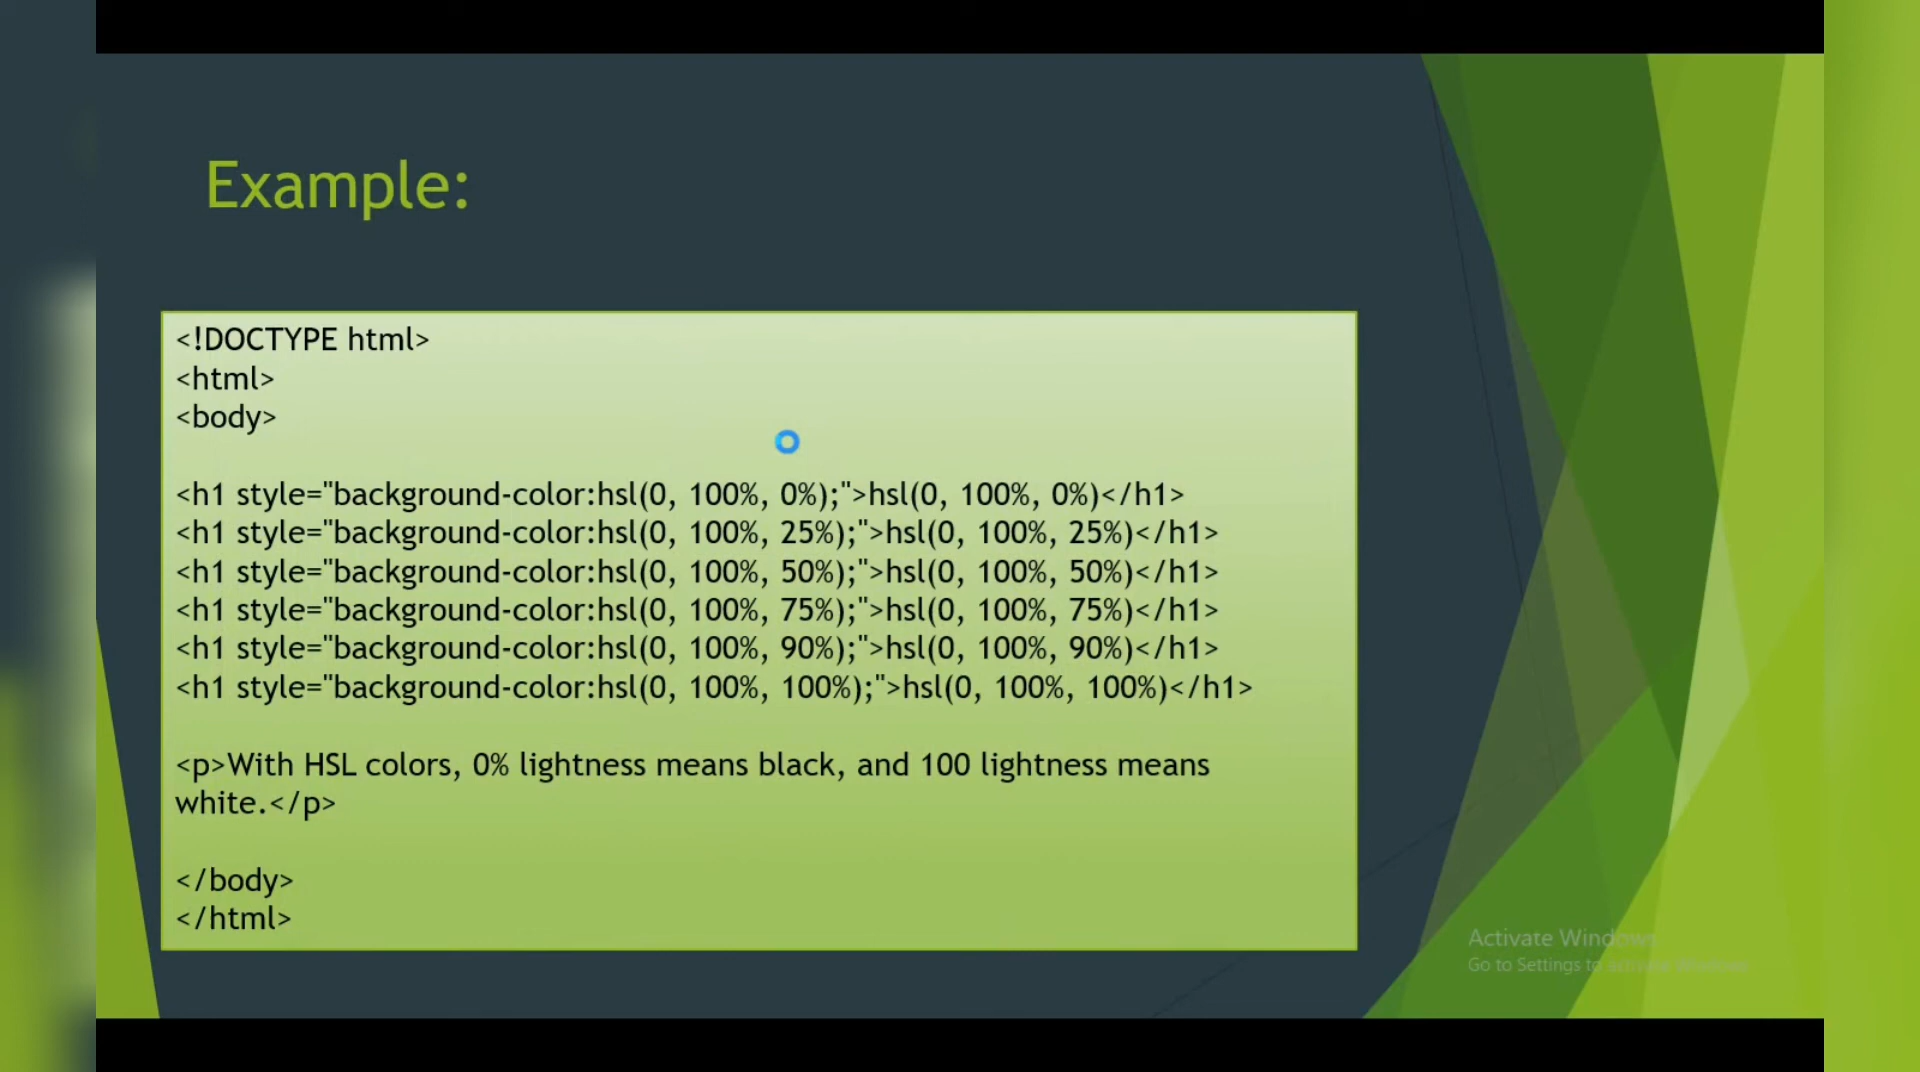 Example:
<!DOCTYPE html>
<html>
<body>
<h1 style="background-color:hsl(0, 100%, 0%);">hsl(0, 100%, 0%)</h1>
<h1 style="background-color:hsl(0, 100%, 25%);">hsl(0, 100%, 25%)</h1>
<h1 style="background-color:hsl(0, 100%, 50%);">hsl(0, 100%, 50%)</h1>
<h1 style="background-color:hsl(0, 100%, 75%);">hsl(0, 100%, 75%)</h1>
<h1 style="background-color:hsl(0, 100%, 90%);">hsl(0, 100%, 90%)</h1>
<h1 style="background-color:hsl(0, 100%, 100%);">hsl(0, 100%, 100%)</h1>
<p>With HSL colors, 0% lightness means black, and 100 lightness means
white.</p>
</body>
</html>
Activate Windows
Go to Settings to activate Windows.